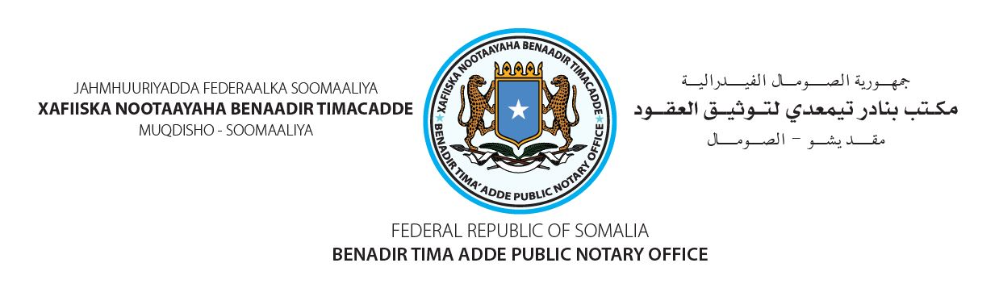 JAHMHUURIYADDA FEDERAALKA SOOMAALIYA
XAFIISKA NOOTAAYAHA BENAADIR TIMACADDE
MUQDISHO - SOOMAALIYA
XAFIISKA NOOTAAYAHA BENAADIR TIMACADDE
BENADIR TIMA' ADDE PUBLIC NOTARY OFFICE
جمهورية الصومال الفيدرالية
مكتب بنادر تيمعدي لتوثيق العقود
مقديشو - الصومال
FEDERAL REPUBLIC OF SOMALIA
BENADIR TIMA ADDE PUBLIC NOTARY OFFICE